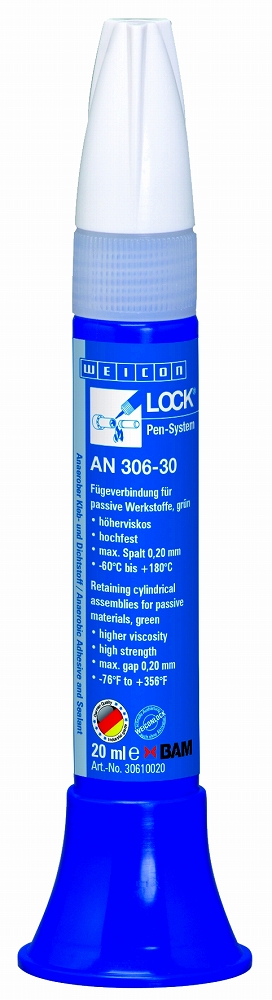 WEICON
LOCK®
Pen-System
AN 306-30
Fügeverbindung für
passive Werkstoffe, grün
• höherviskos
• hochfest
• max. Spalt 0,20 mm
• -60°C bis +180°C
Retaining cylindrical
assemblies for passive
materials, green
• higher viscosity
• high strength
• max. gap 0,20 mm
• -76°F to +356°F
WEICONLOCK
20 ml e BAM
Art.-No. 30610020
Anaerober Kleb- und Dichtstoff / Anaerobic Adhesive and Sealant